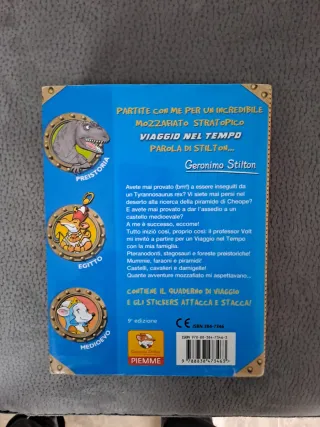 PARTITE CON ME PER UN INCREDIBILE
MOZZAFIATO STRATOPICO
VIAGGIO NEL TEMPO
PAROLA DI STILTON...
Geronimo Stilton
PREISTORIA
EGITTO
MEDIOEVO
Avete mai provato (brrr!) a essere inseguiti da
un Tyrannosaurus rex? Vi siete mai persi nel
deserto alla ricerca della piramide di Cheope?
E avete mai provato a dar l'assedio a un
castello medioevale?
A me è successo, eccome!
Tutto iniziò così, proprio così: il professor Volt
mi invitò a partire per un Viaggio nel Tempo
con la mia famiglia.
Pteranodonti, stegosauri e foreste preistoriche!
Mummie, faraoni e piramidi!
Castelli, cavalieri e damigelle!
Quante avventure mozzafiato mi aspettavano...
CONTIENE IL QUADERNO DI VIAGGIO
E GLI STICKERS ATTACCA E STACCA!
9ª edizione
CE
PIEMME